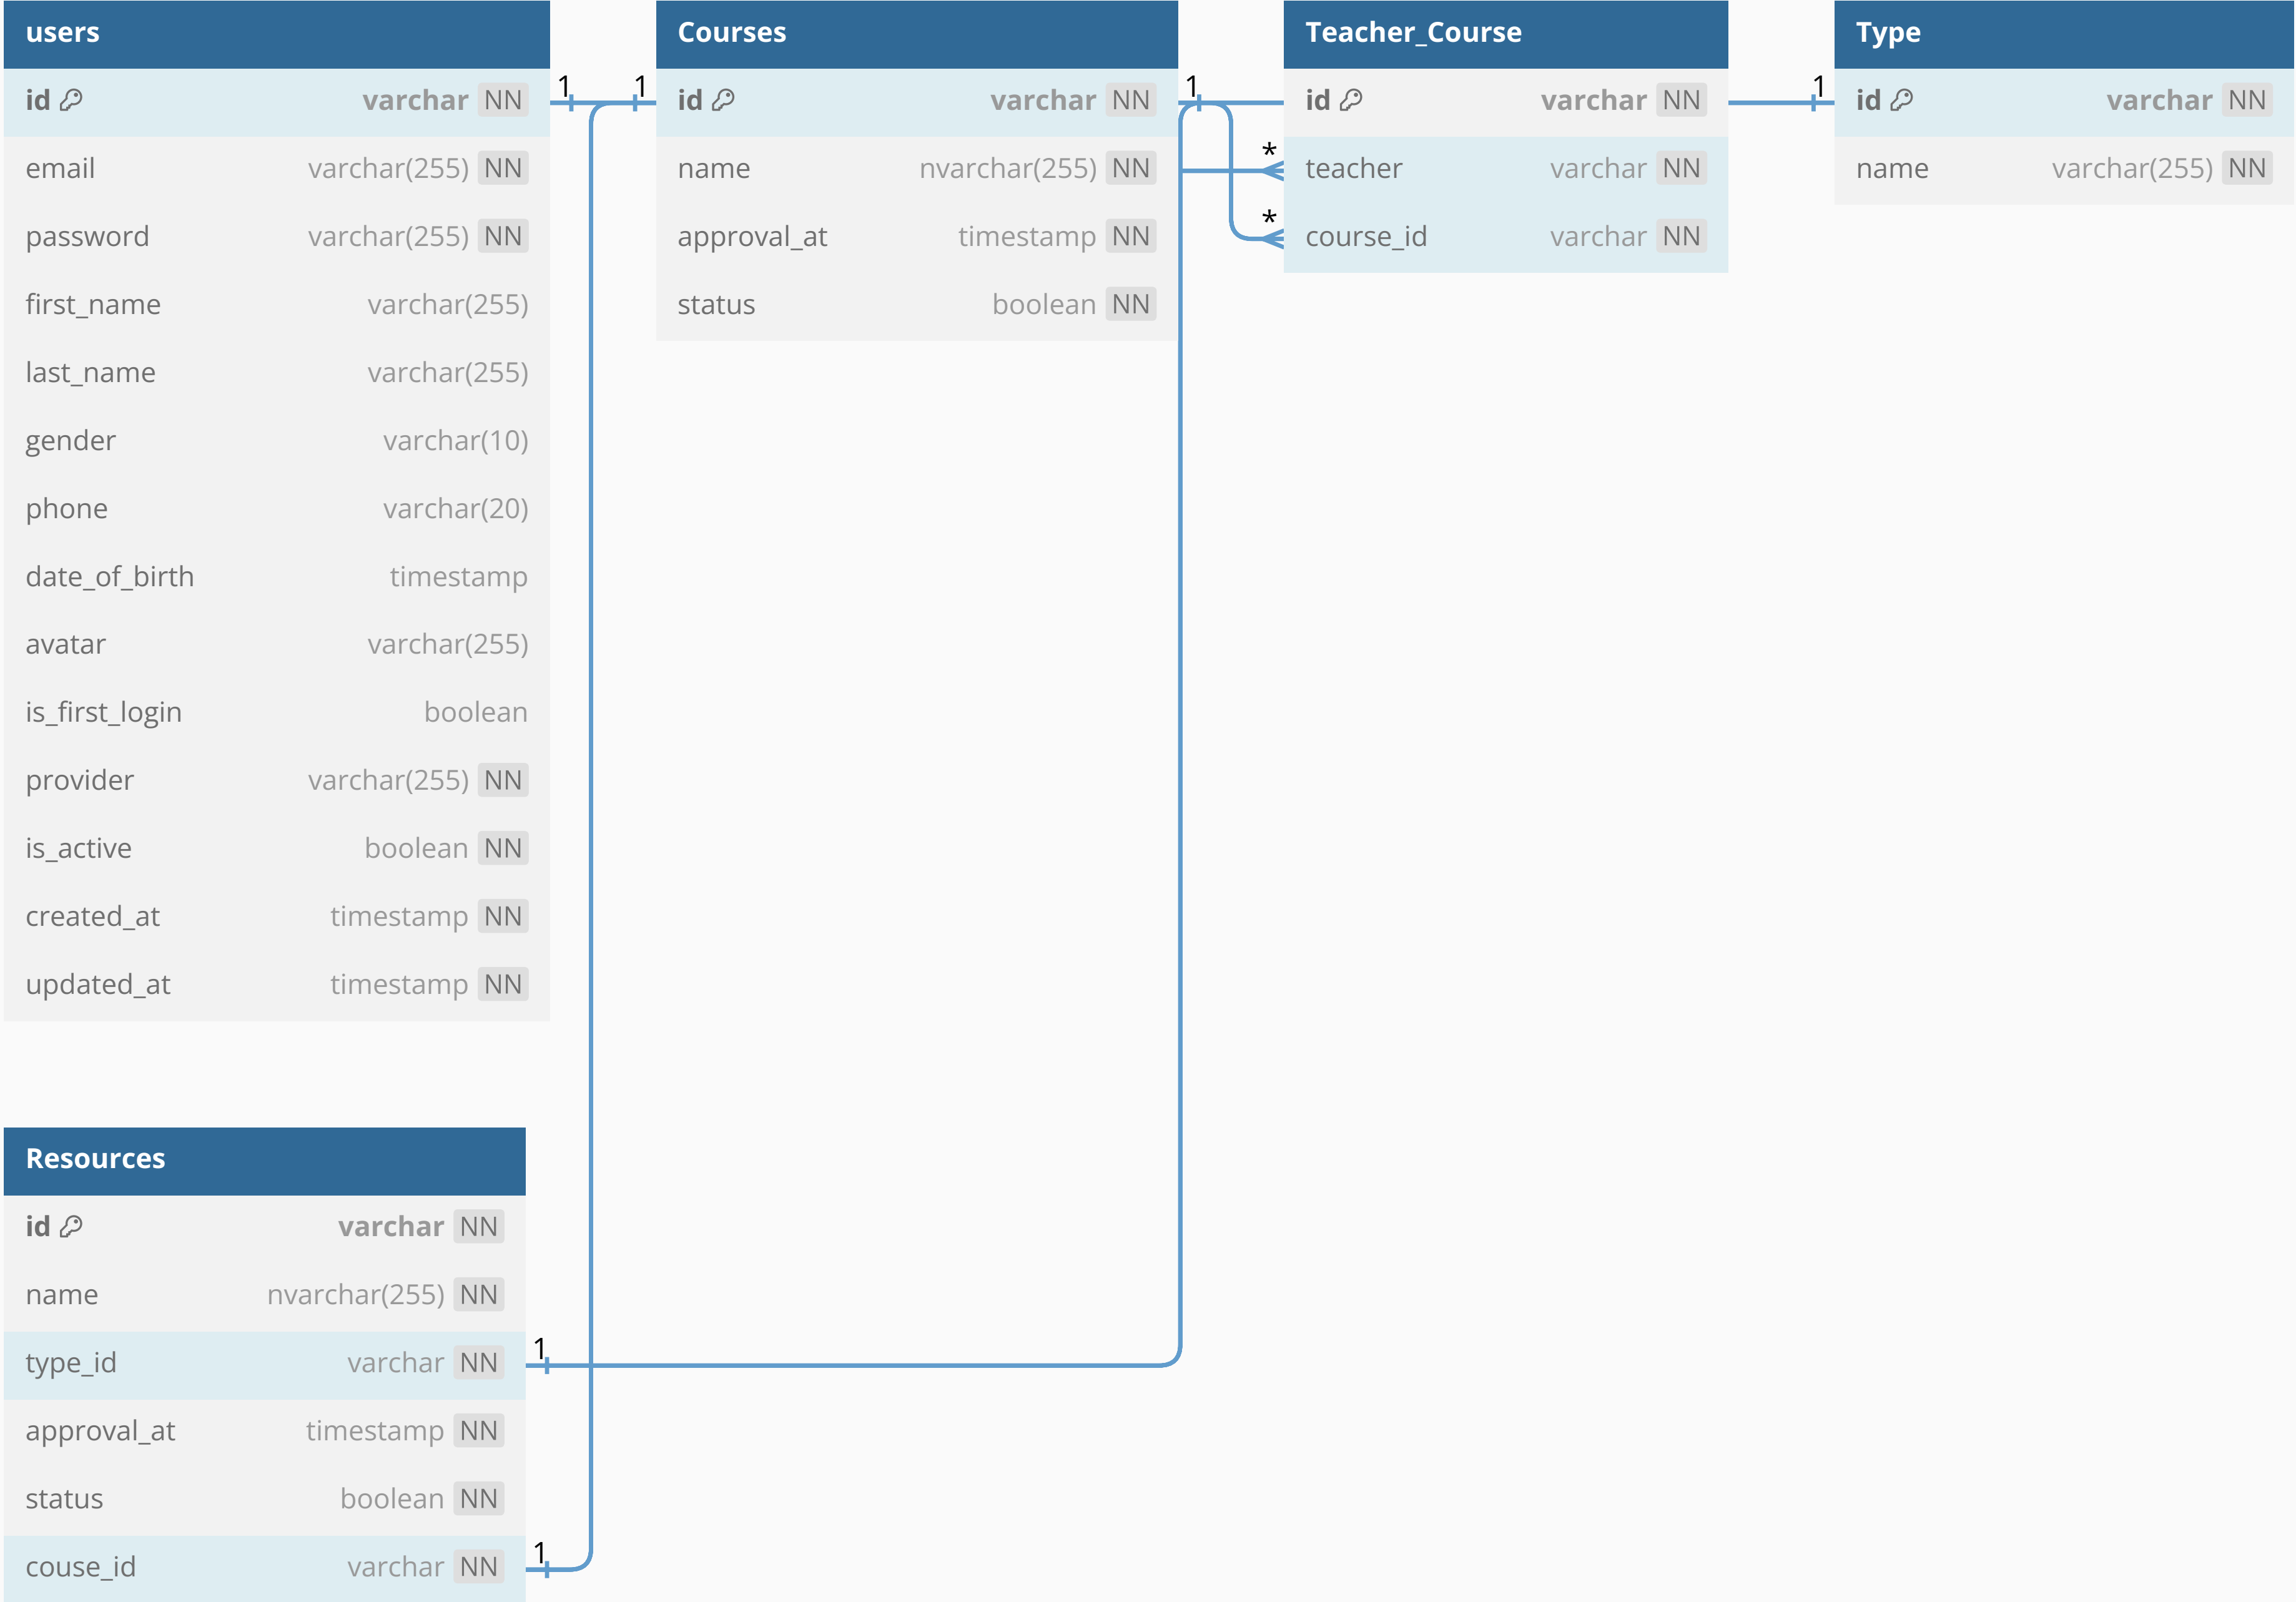 users
id varchar NN
email varchar(255) NN
password varchar(255) NN
first_name varchar(255)
last_name varchar(255)
gender varchar(10)
phone varchar(20)
date_of_birth timestamp
avatar varchar(255)
is_first_login boolean
provider varchar(255) NN
is_active boolean NN
created_at timestamp NN
updated_at timestamp NN
1
1
Courses
id varchar NN
name nvarchar(255) NN
approval_at timestamp NN
status boolean NN
1
*
*
Teacher_Course
id varchar NN
teacher varchar NN
course_id varchar NN
1
Type
id varchar NN
name varchar(255) NN
Resources
id varchar NN
name nvarchar(255) NN
type_id varchar NN
1
approval_at timestamp NN
status boolean NN
couse_id varchar NN
1